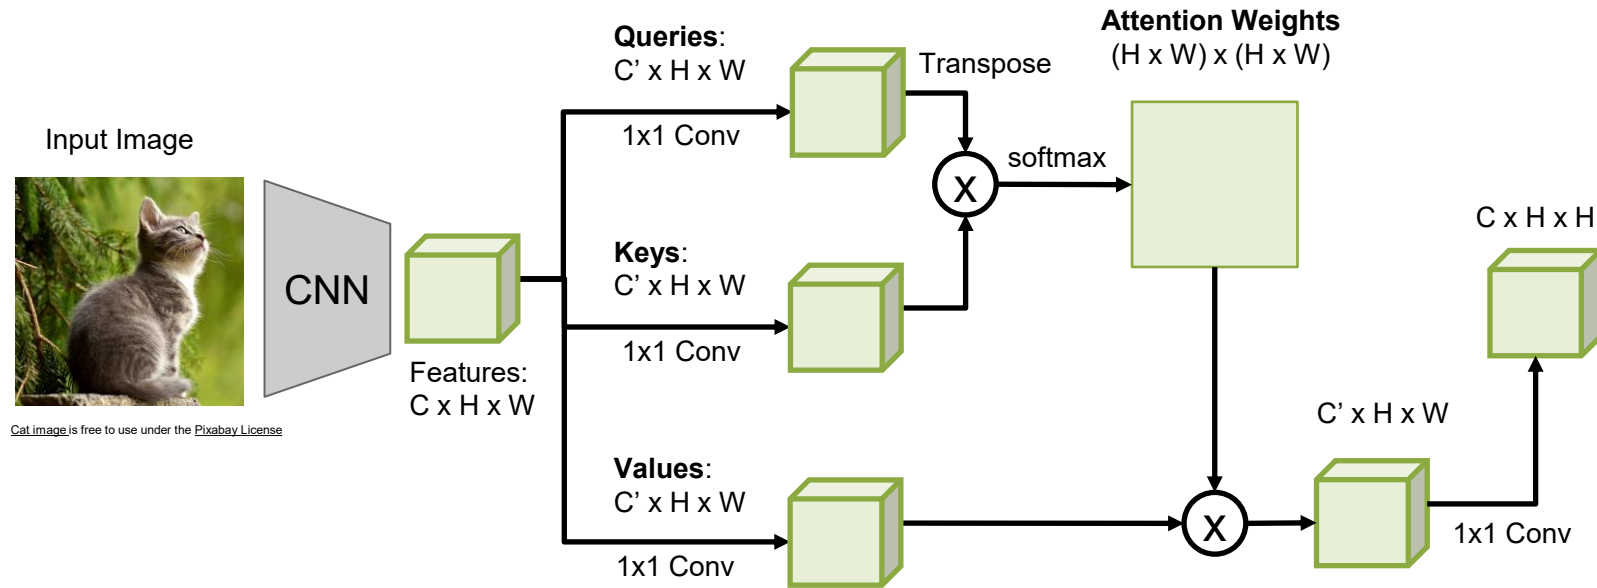 Input Image
Cat image is free to use under the Pixabay License
CNN
Features:
C x H x W
Queries:
C’ x H x W
1x1 Conv
Keys:
C’ x H x W
1x1 Conv
Values:
C’ x H x W
1x1 Conv
Transpose
X
softmax
Attention Weights
(H x W) x (H x W)
X
C’ x H x W
1x1 Conv
C x H x H